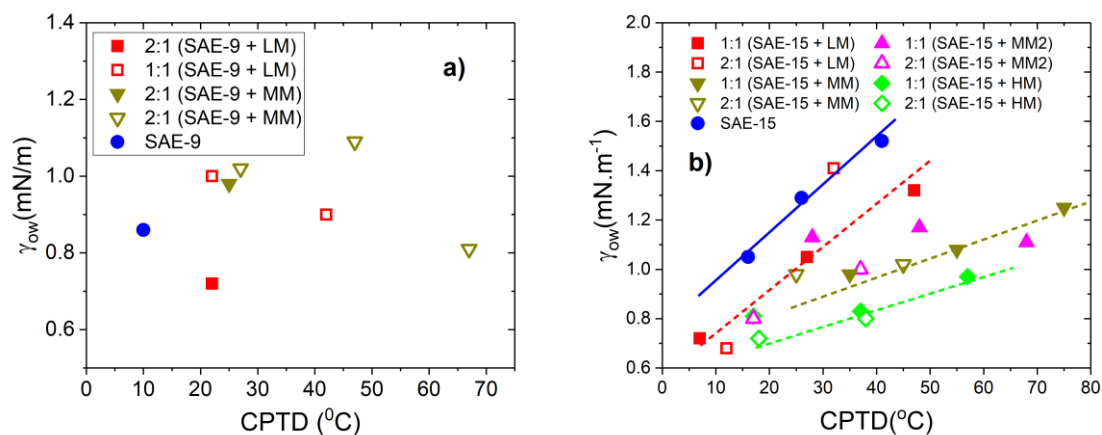 1.4
1.2
1.0
0.8
0.6
γow(mN/m)
2:1 (SAE-9 + LM)
1:1 (SAE-9 + LM)
2:1 (SAE-9 + MM)
2:1 (SAE-9 + MM)
SAE-9
a)
0 10 20 30 40 50 60 70
CPTD (⁰C)
2.0
1.8
1.6
1.4
1.2
1.0
0.8
0.6
γow(mN.m⁻¹)
1:1 (SAE-15 + LM)
2:1 (SAE-15 + LM)
1:1 (SAE-15 + MM)
2:1 (SAE-15 + MM)
SAE-15
1:1 (SAE-15 + MM2)
2:1 (SAE-15 + MM2)
1:1 (SAE-15 + HM)
2:1 (SAE-15 + HM)
b)
0 10 20 30 40 50 60 70 80
CPTD(°C)